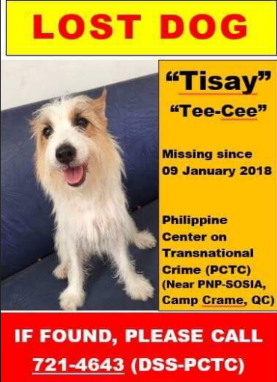 LOST DOG
“Tisay”
“Tee-Cee”
Missing since
09 January 2018
Philippine
Center on
Transnational
Crime (PCTC)
(Near PNP-SOSIA,
Camp Crame, QC)
IF FOUND, PLEASE CALL
721-4643 (DSS-PCTC)